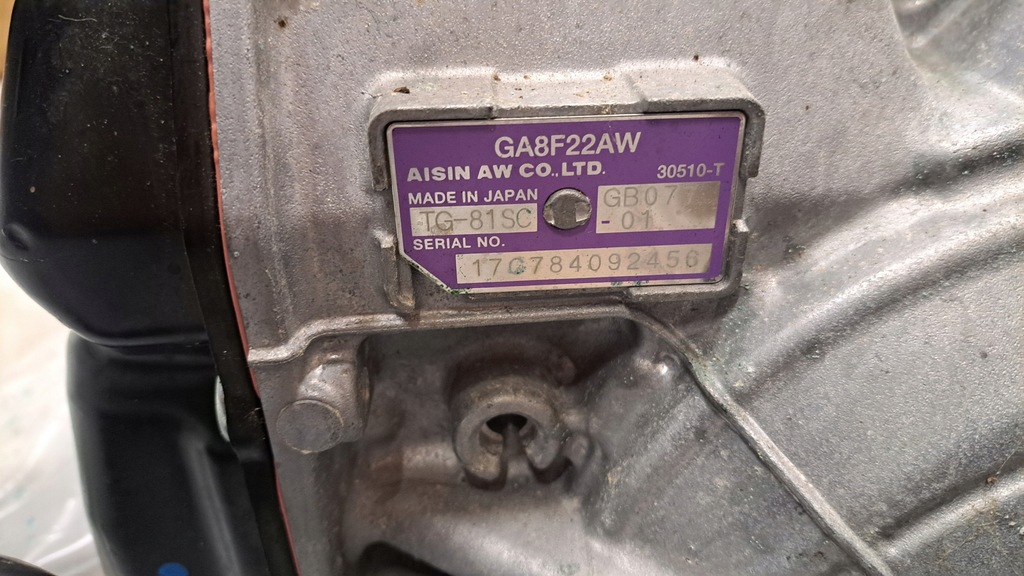 GA8F22AW
AISIN AW CO.,LTD. 30510-T
MADE IN JAPAN GB07
TG-81SC -01
SERIAL NO.
17C784092456